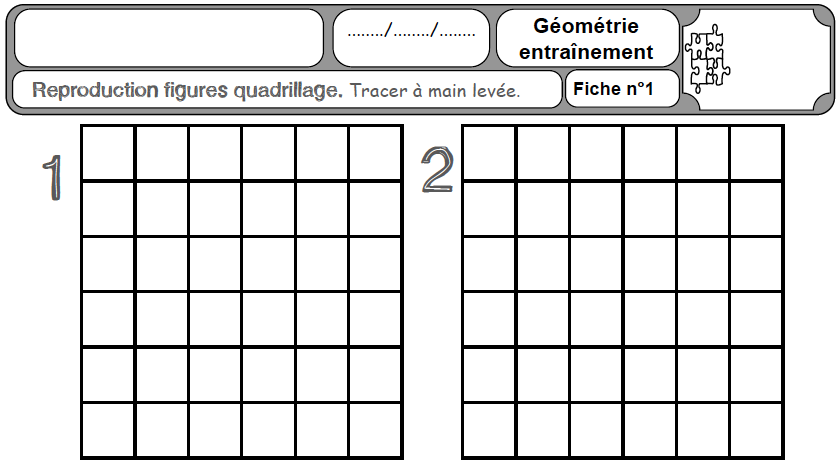 ......../......../........
Géométrie
entraînement
Reproduction figures quadrillage. Tracer à main levée.
Fiche n°1
1
2